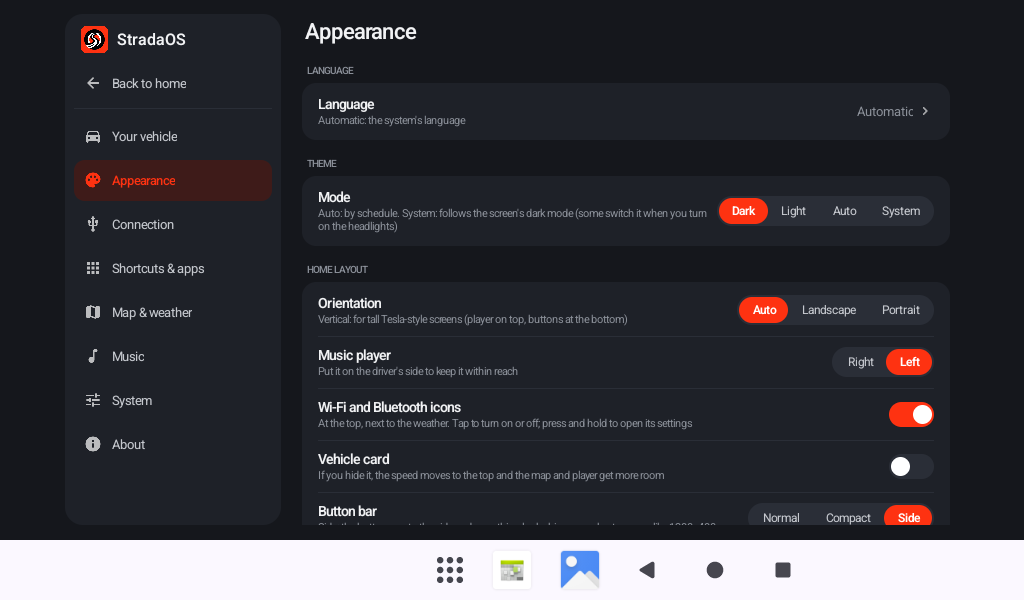 StradaOS
Back to home
Your vehicle
Appearance
Connection
Shortcuts & apps
Map & weather
Music
System
About
Appearance
LANGUAGE
Language
Automatic: the system's language
Automatic
THEME
Mode
Auto: by schedule. System: follows the screen's dark mode (some switch it when you turn
on the headlights)
Dark Light Auto System
HOME LAYOUT
Orientation
Vertical: for tall Tesla-style screens (player on top, buttons at the bottom)
Auto Landscape Portrait
Music player
Put it on the driver's side to keep it within reach
Right Left
Wi-Fi and Bluetooth icons
At the top, next to the weather. Tap to turn on or off; press and hold to open its settings
Vehicle card
If you hide it, the speed moves to the top and the map and player get more room
Button bar
Normal Compact Side